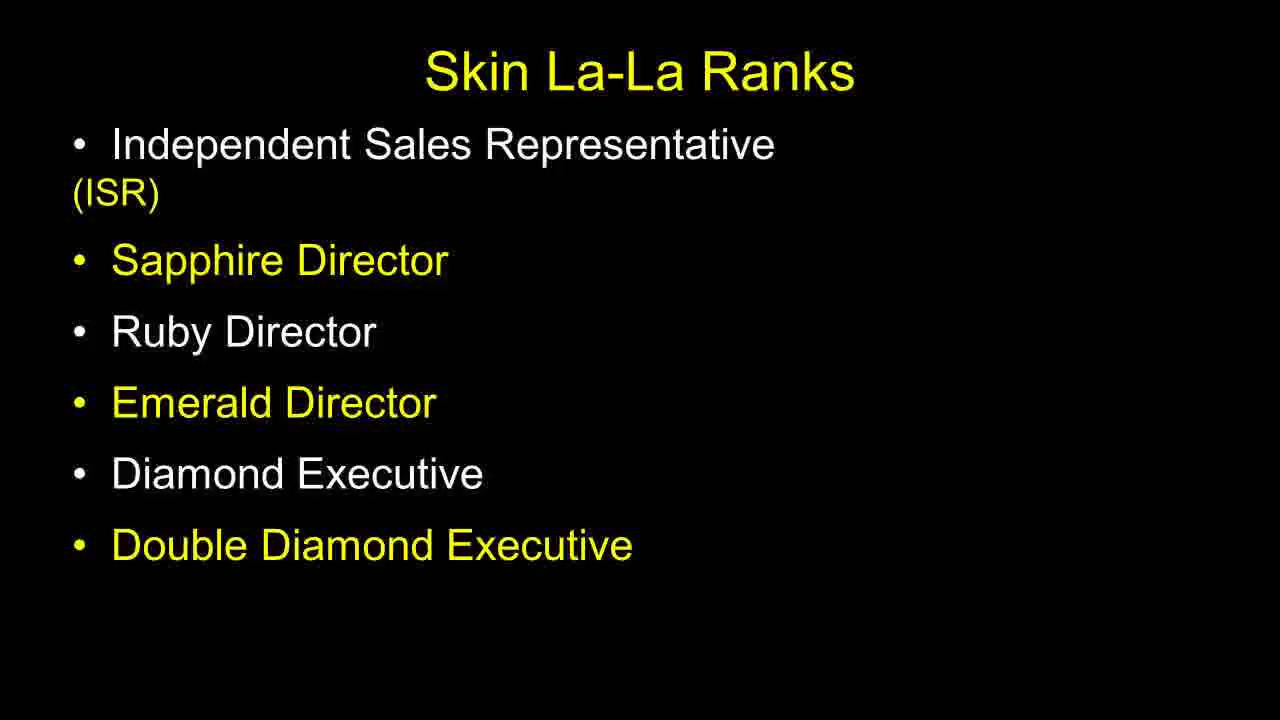 Skin La-La Ranks
• Independent Sales Representative
(ISR)
• Sapphire Director
• Ruby Director
• Emerald Director
• Diamond Executive
• Double Diamond Executive